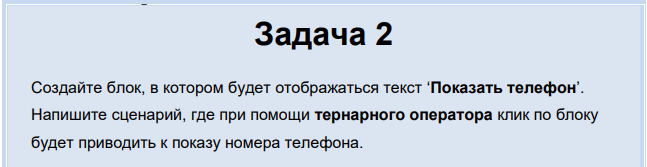 Задача 2
Создайте блок, в котором будет отображаться текст ‘Показать телефон’.
Напишите сценарий, где при помощи тернарного оператора клик по блоку
будет приводить к показу номера телефона.